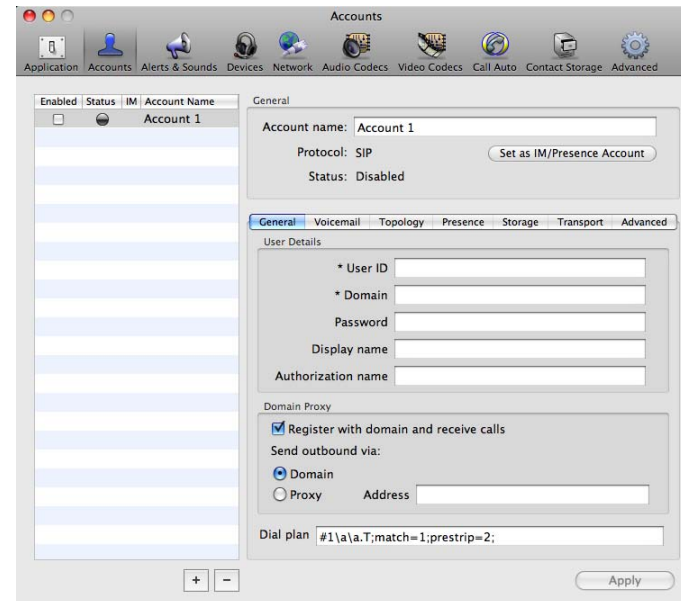 Accounts
Application Accounts Alerts & Sounds Devices Network Audio Codecs Video Codecs Call Auto Contact Storage Advanced
Enabled Status IM Account Name
Account 1
General
Account name: Account 1
Protocol: SIP Set as IM/Presence Account
Status: Disabled
General Voicemail Topology Presence Storage Transport Advanced
User Details
* User ID
* Domain
Password
Display name
Authorization name
Domain Proxy
Register with domain and receive calls
Send outbound via:
Domain
Proxy Address
Dial plan #1\a\a.T;match=1;prestrip=2;
+ −
Apply